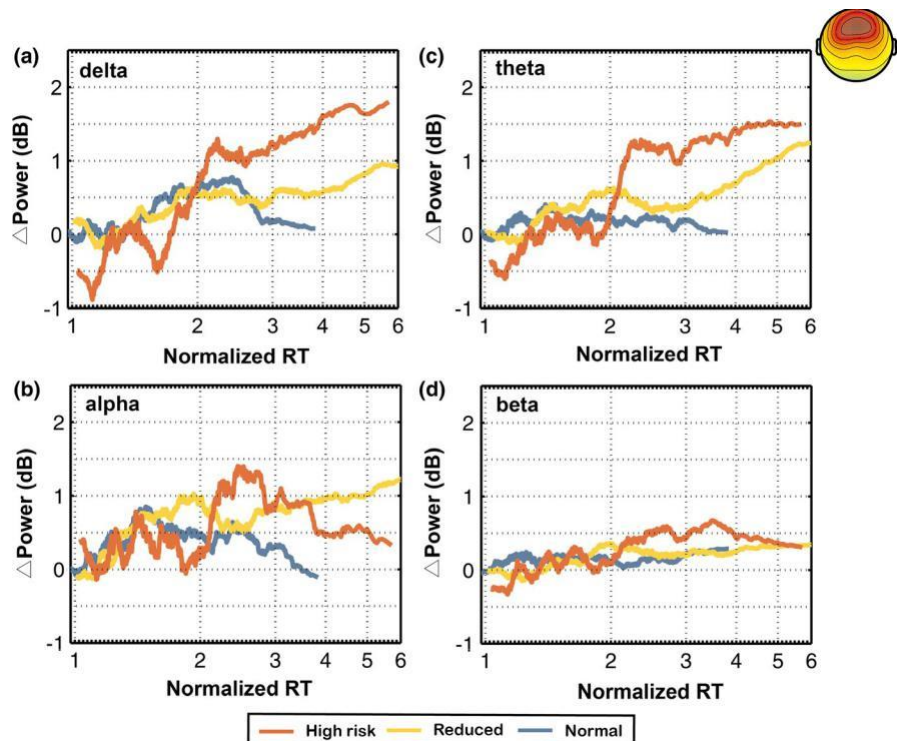 (a)
delta
△Power (dB)
2
1
0
-1
1 2 3 4 5 6
Normalized RT
(c)
theta
△Power (dB)
2
1
0
-1
1 2 3 4 5 6
Normalized RT
(b)
alpha
△Power (dB)
2
1
0
-1
1 2 3 4 5 6
Normalized RT
(d)
beta
△Power (dB)
2
1
0
-1
1 2 3 4 5 6
Normalized RT
High risk Reduced Normal